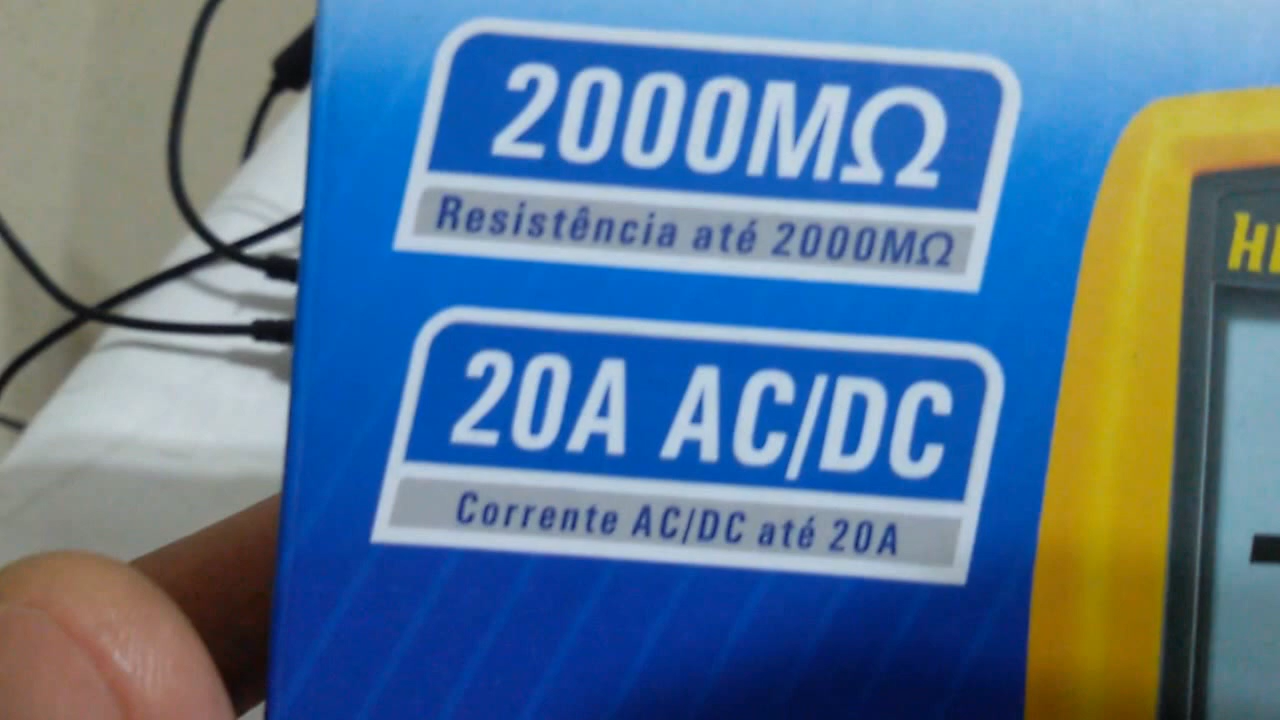 2000MΩ
Resistência até 2000MΩ
20A AC/DC
Corrente AC/DC até 20A